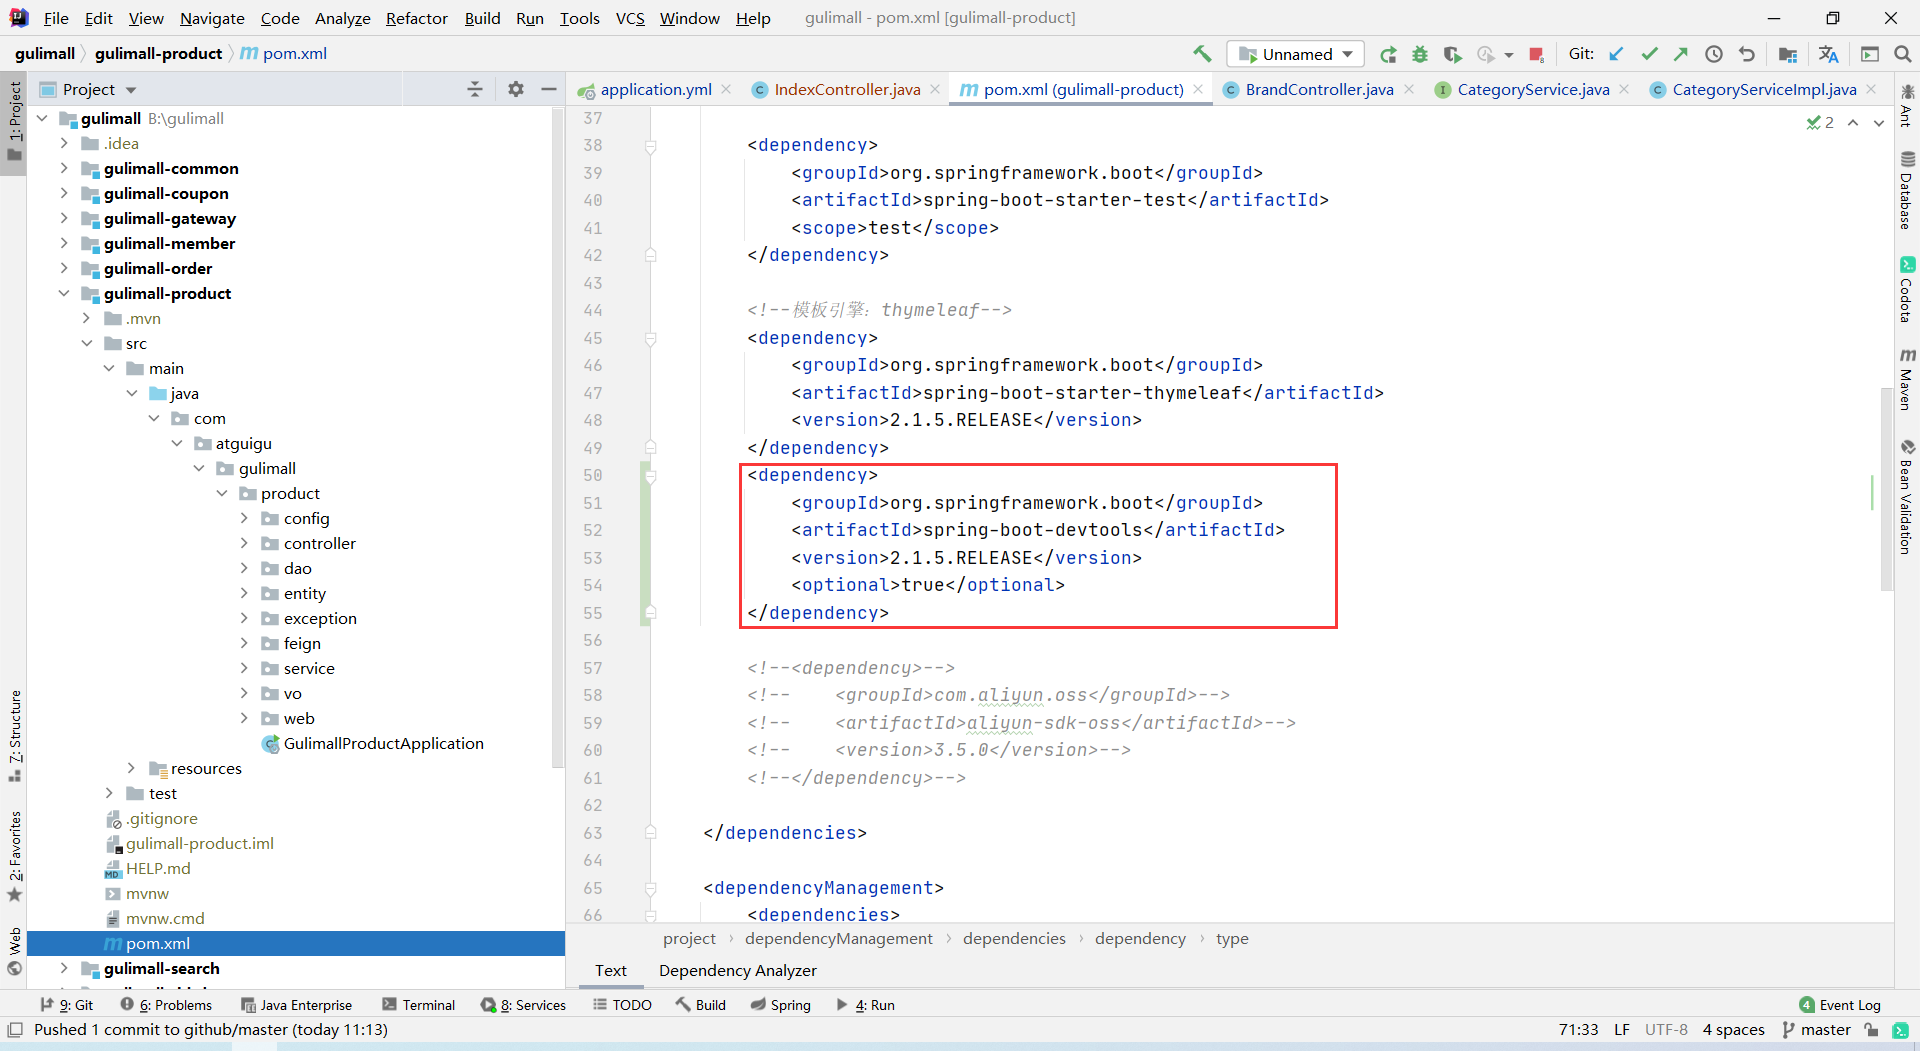 File Edit View Navigate Code Analyze Refactor Build Run Tools VCS Window Help gulimall - pom.xml [gulimall-product]
gulimall gulimall-product m pom.xml Unnamed Git:
1: Project
Project
application.yml IndexController.java pom.xml (gulimall-product) BrandController.java CategoryService.java CategoryServiceImpl.java
gulimall B:\gulimall
.idea
gulimall-common
gulimall-coupon
gulimall-gateway
gulimall-member
gulimall-order
gulimall-product
.mvn
src
main
java
com
atguigu
gulimall
product
config
controller
dao
entity
exception
feign
service
vo
web
GulimallProductApplication
resources
test
.gitignore
gulimall-product.iml
HELP.md
mvnw
mvnw.cmd
pom.xml
gulimall-search
7: Structure
2: Favorites
Web
2
37
38 <dependency>
39 <groupId>org.springframework.boot</groupId>
40 <artifactId>spring-boot-starter-test</artifactId>
41 <scope>test</scope>
42 </dependency>
43
44 <!--模板引擎：thymeleaf-->
45 <dependency>
46 <groupId>org.springframework.boot</groupId>
47 <artifactId>spring-boot-starter-thymeleaf</artifactId>
48 <version>2.1.5.RELEASE</version>
49 </dependency>
50 <dependency>
51 <groupId>org.springframework.boot</groupId>
52 <artifactId>spring-boot-devtools</artifactId>
53 <version>2.1.5.RELEASE</version>
54 <optional>true</optional>
55 </dependency>
56
57 <!--<dependency>-->
58 <!-- <groupId>com.aliyun.oss</groupId>-->
59 <!-- <artifactId>aliyun-sdk-oss</artifactId>-->
60 <!-- <version>3.5.0</version>-->
61 <!--</dependency>-->
62
63 </dependencies>
64
65 <dependencyManagement>
66 <dependencies>
project › dependencyManagement › dependencies › dependency › type
Text Dependency Analyzer
Ant
Database
Codota
Maven
Bean Validation
9: Git 6: Problems Java Enterprise Terminal 8: Services TODO Build Spring 4: Run 4 Event Log
Pushed 1 commit to github/master (today 11:13) 71:33 LF UTF-8 4 spaces master